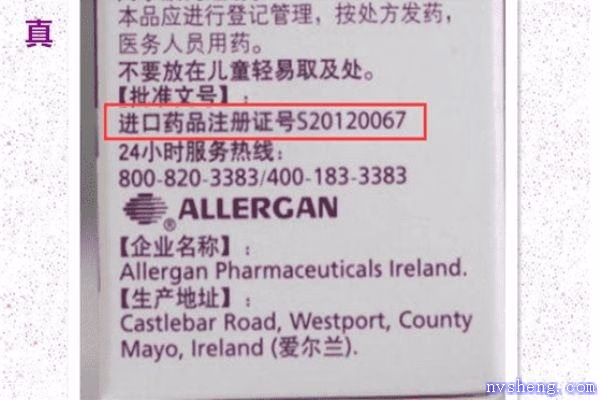 真
本品应进行登记管理，按处方发药，
医务人员用药。
不要放在儿童轻易取及处。
【批准文号】：
进口药品注册证号S20120067
24小时服务热线：
800-820-3383/400-183-3383
® ALLERGAN
【企业名称】：
Allergan Pharmaceuticals Ireland.
【生产地址】：
Castlebar Road, Westport, County
Mayo, Ireland (爱尔兰).
nvsheng.com